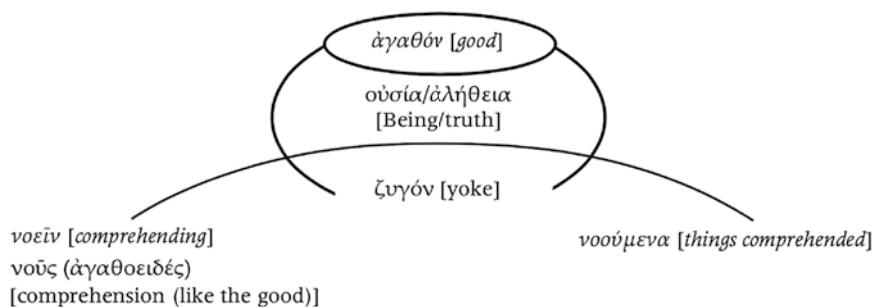 ἀγαθόν [good]
οὐσία/ἀλήθεια
[Being/truth]
ζυγόν [yoke]
νοεῖν [comprehending]
νοούμενα [things comprehended]
νοῦς (ἀγαθοειδές)
[comprehension (like the good)]